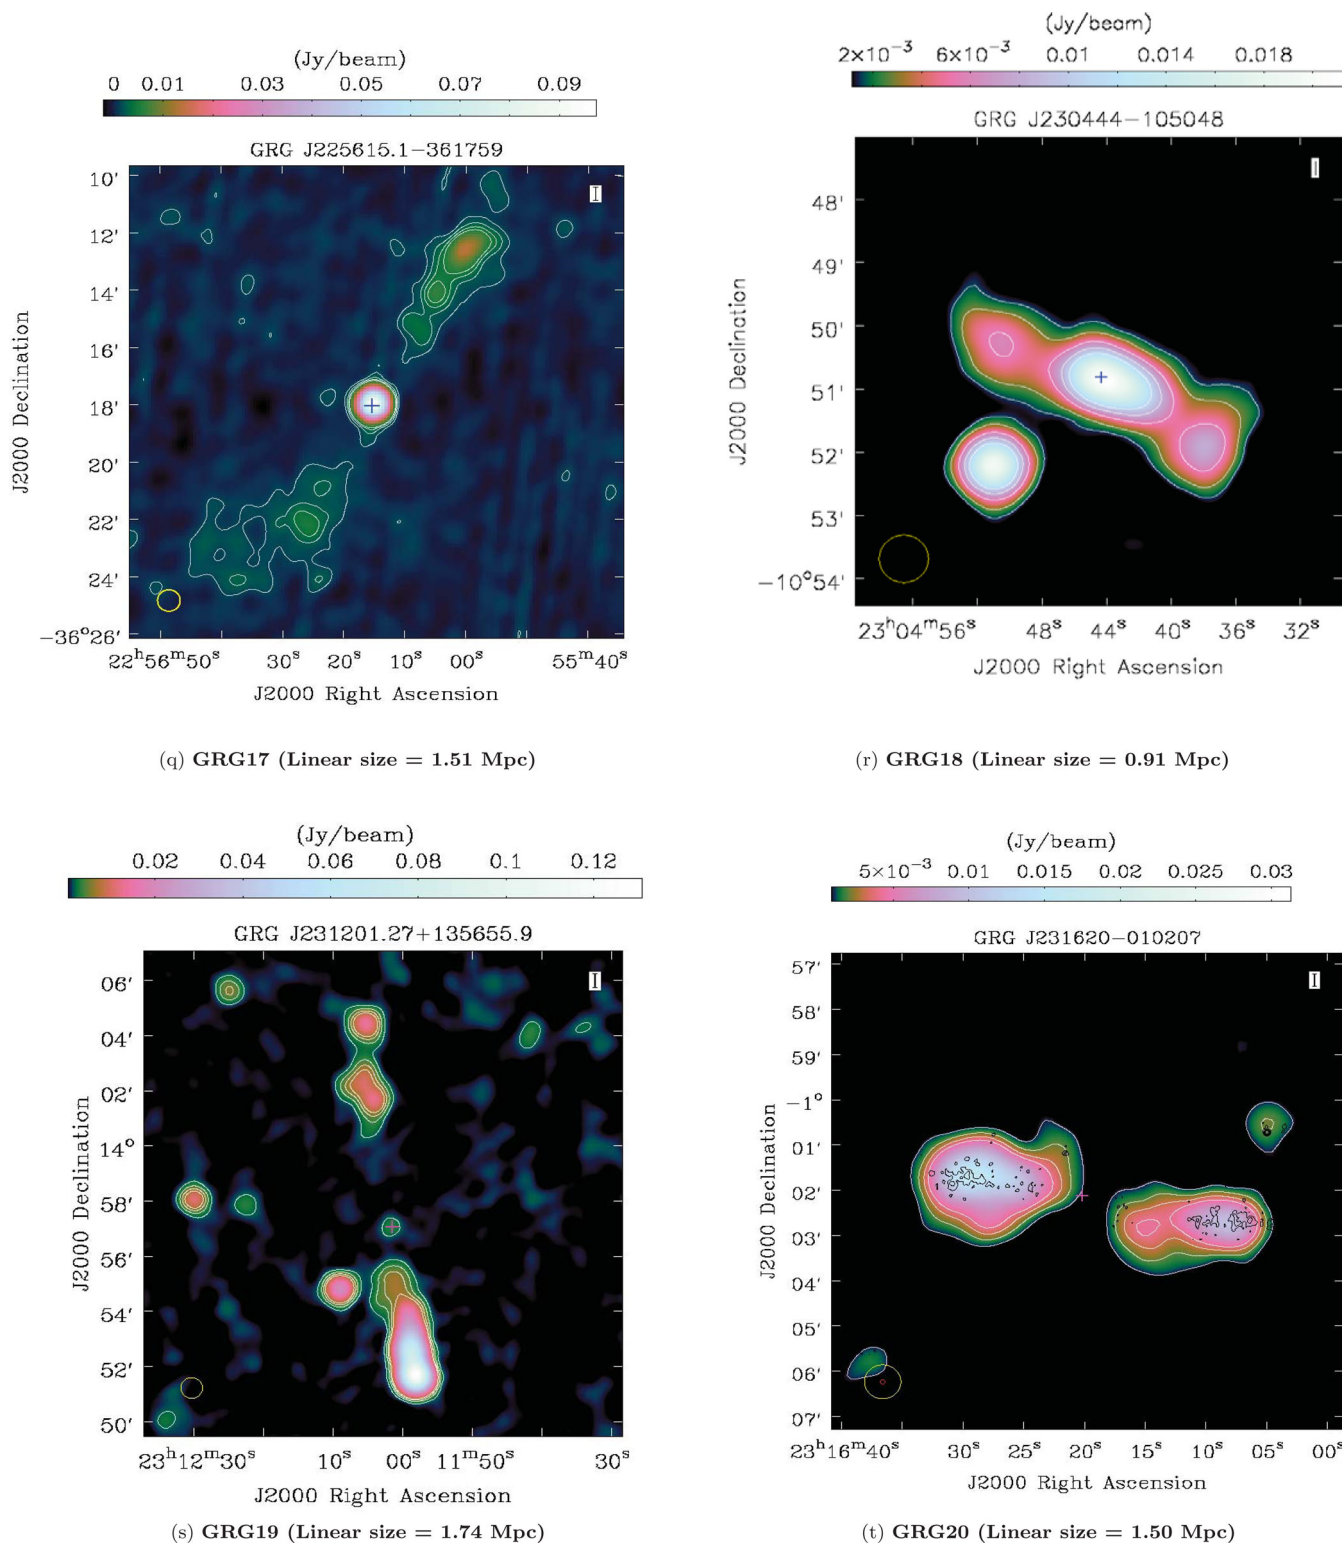 (Jy/beam)
0 0.01 0.03 0.05 0.07 0.09
GRG J225615.1−361759
I
10′
12′
14′
16′
18′
20′
22′
24′
−36°26′
J2000 Declination
22ʰ56ᵐ50ˢ 30ˢ 20ˢ 10ˢ 00ˢ 55ᵐ40ˢ
J2000 Right Ascension
(q) GRG17 (Linear size = 1.51 Mpc)
(Jy/beam)
2×10⁻³ 6×10⁻³ 0.01 0.014 0.018
GRG J230444−105048
I
48′
49′
50′
51′
52′
53′
−10°54′
J2000 Declination
23ʰ04ᵐ56ˢ 48ˢ 44ˢ 40ˢ 36ˢ 32ˢ
J2000 Right Ascension
(r) GRG18 (Linear size = 0.91 Mpc)
(Jy/beam)
0.02 0.04 0.06 0.08 0.1 0.12
GRG J231201.27+135655.9
I
06′
04′
02′
14°
58′
56′
54′
52′
50′
J2000 Declination
23ʰ12ᵐ30ˢ 10ˢ 00ˢ 11ᵐ50ˢ 30ˢ
J2000 Right Ascension
(s) GRG19 (Linear size = 1.74 Mpc)
(Jy/beam)
5×10⁻³ 0.01 0.015 0.02 0.025 0.03
GRG J231620−010207
I
57′
58′
59′
−1°
01′
02′
03′
04′
05′
06′
07′
J2000 Declination
23ʰ16ᵐ40ˢ 30ˢ 25ˢ 20ˢ 15ˢ 10ˢ 05ˢ 00ˢ
J2000 Right Ascension
(t) GRG20 (Linear size = 1.50 Mpc)